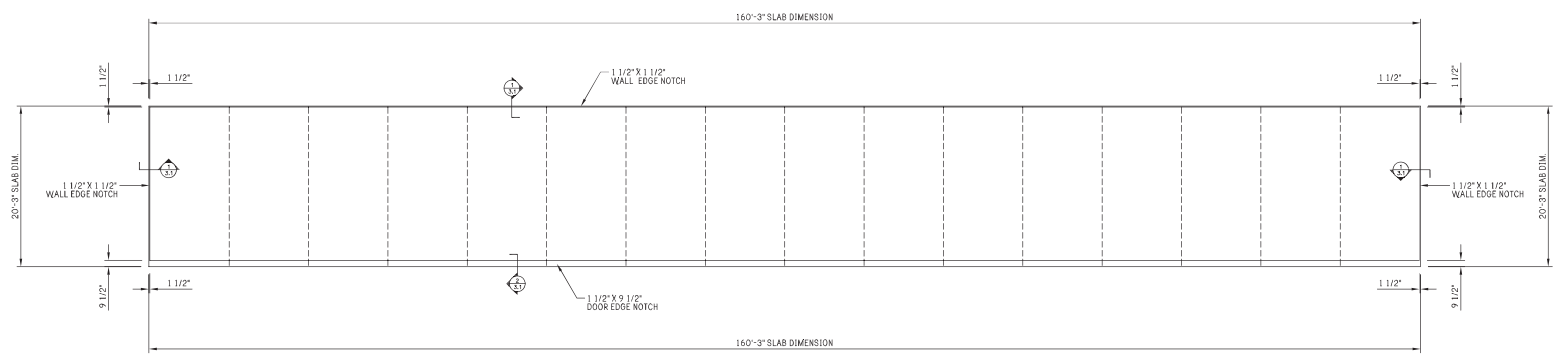 160'-3" SLAB DIMENSION
1 1/2"
1 1/2"
1
3.1
1 1/2" X 1 1/2"
WALL EDGE NOTCH
1 1/2"
1 1/2"
20'-3" SLAB DIM.
1
3.1
1 1/2" X 1 1/2"
WALL EDGE NOTCH
1
3.1
1 1/2" X 1 1/2"
WALL EDGE NOTCH
20'-3" SLAB DIM.
9 1/2"
1 1/2"
2
3.1
1 1/2" X 9 1/2"
DOOR EDGE NOTCH
1 1/2"
9 1/2"
160'-3" SLAB DIMENSION